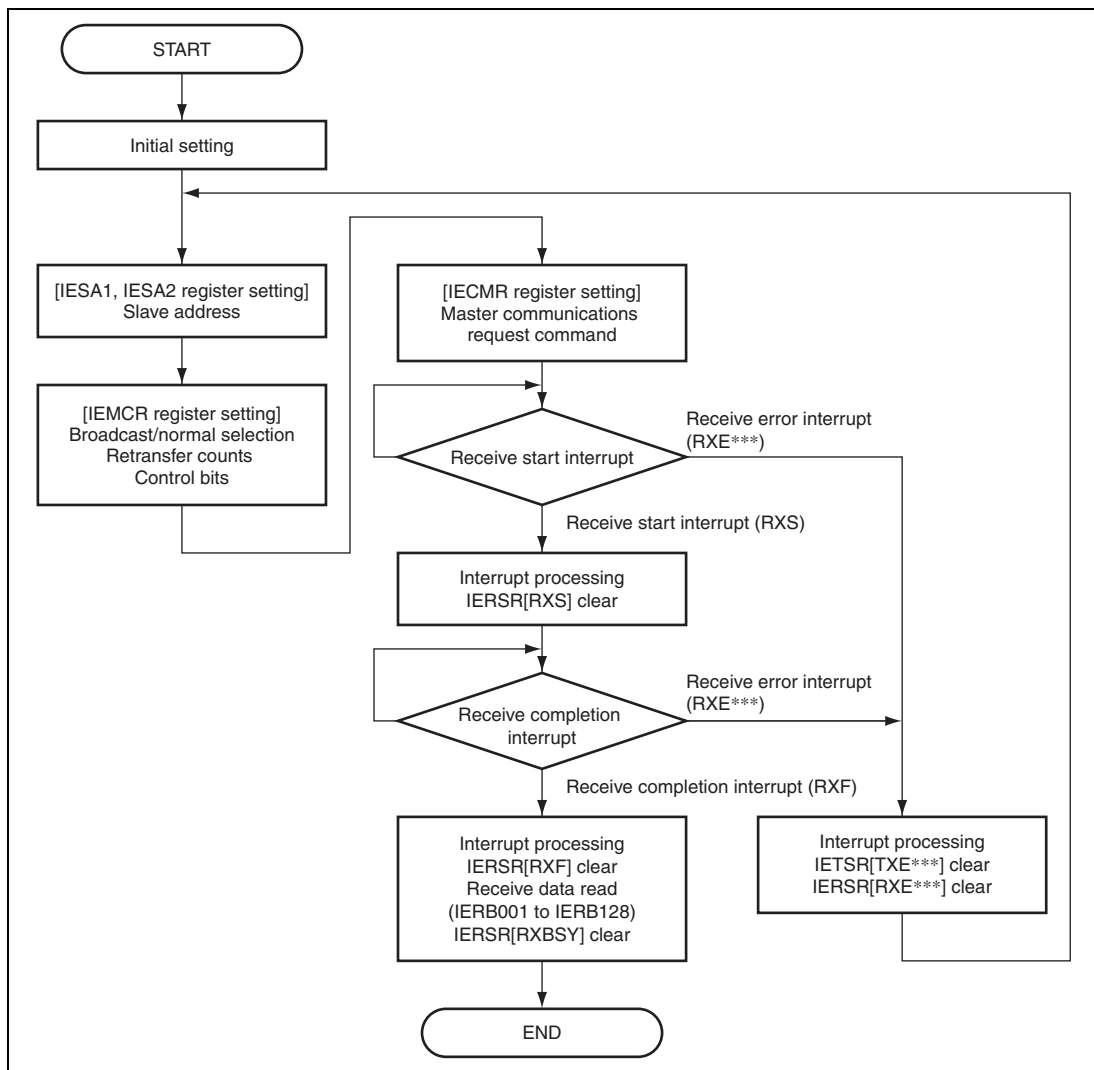 START
Initial setting
[IESA1, IESA2 register setting]
Slave address
[IEMCR register setting]
Broadcast/normal selection
Retransfer counts
Control bits
[IECMR register setting]
Master communications
request command
Receive start interrupt
Receive error interrupt
(RXE***)
Receive start interrupt (RXS)
Interrupt processing
IERSR[RXS] clear
Receive completion
interrupt
Receive error interrupt
(RXE***)
Receive completion interrupt (RXF)
Interrupt processing
IERSR[RXF] clear
Receive data read
(IERB001 to IERB128)
IERSR[RXBSY] clear
Interrupt processing
IETSR[TXE***] clear
IERSR[RXE***] clear
END